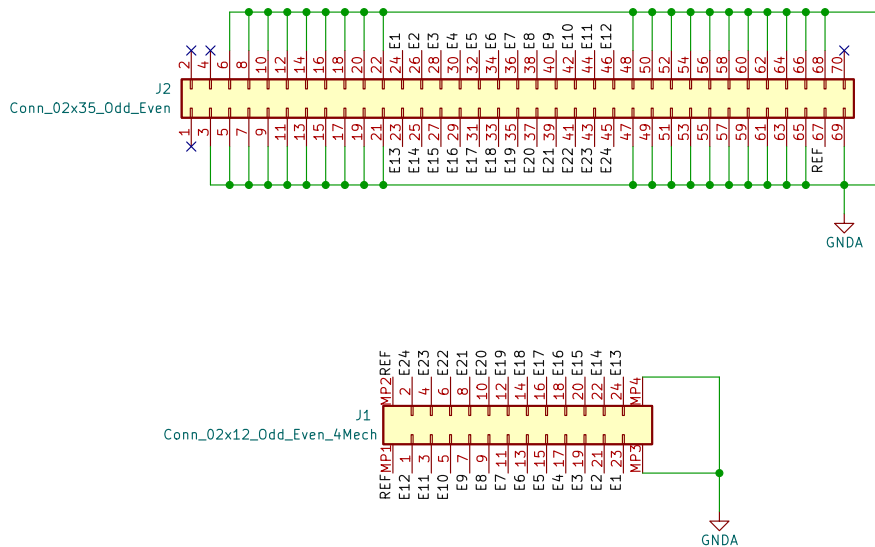 E1 E2 E3 E4 E5 E6 E7 E8 E9 E10 E11 E12
2 4 6 8 10 12 14 16 18 20 22 24 26 28 30 32 34 36 38 40 42 44 46 48 50 52 54 56 58 60 62 64 66 68 70
J2
Conn_02x35_Odd_Even
1 3 5 7 9 11 13 15 17 19 21 23 25 27 29 31 33 35 37 39 41 43 45 47 49 51 53 55 57 59 61 63 65 67 69
E13 E14 E15 E16 E17 E18 E19 E20 E21 E22 E23 E24 REF
GNDA
REF E24 E23 E22 E21 E20 E19 E18 E17 E16 E15 E14 E13
MP2 2 4 6 8 10 12 14 16 18 20 22 24 MP4
J1
Conn_02x12_Odd_Even_4Mech
MP1 1 3 5 7 9 11 13 15 17 19 21 23 MP3
REF E12 E11 E10 E9 E8 E7 E6 E5 E4 E3 E2 E1
GNDA